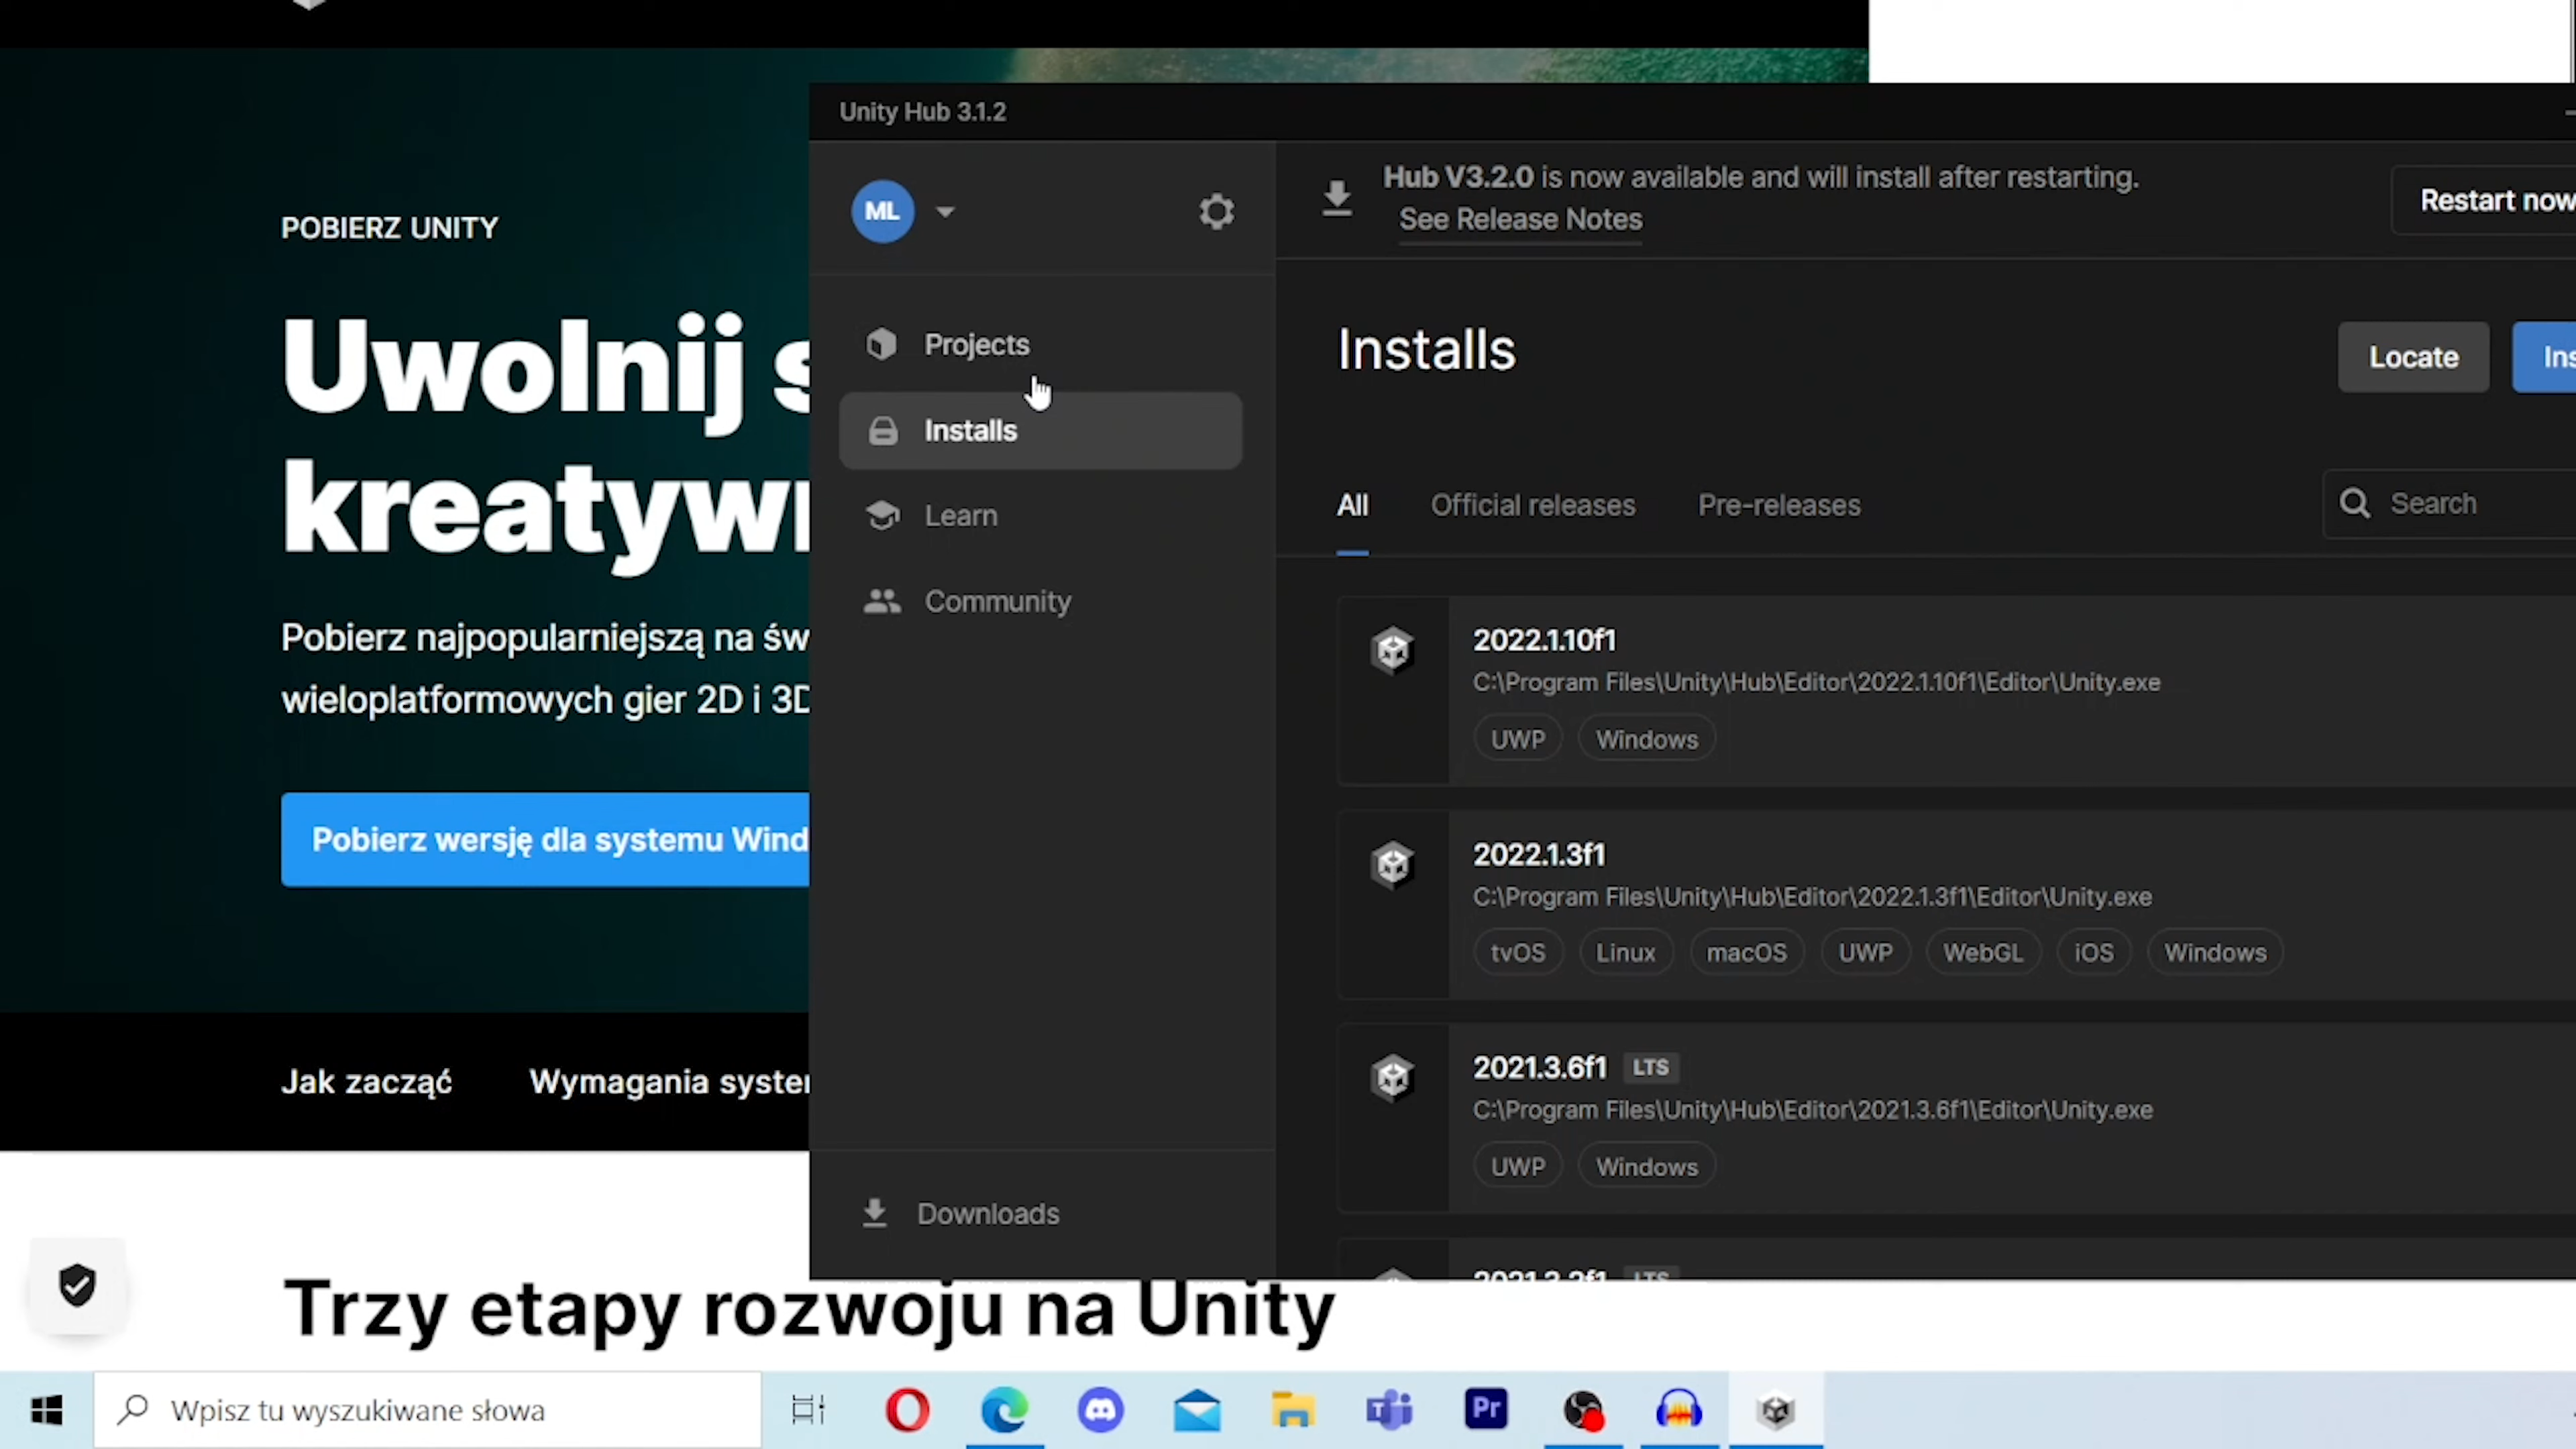 POBIERZ UNITY
Uwolnij s
kreatywn
Pobierz najpopularniejszą na św
wieloplatformowych gier 2D i 3D
Pobierz wersję dla systemu Wind
Jak zacząć
Wymagania system
Trzy etapy rozwoju na Unity
Unity Hub 3.1.2
ML
Projects
Installs
Learn
Community
Downloads
Hub V3.2.0 is now available and will install after restarting.
See Release Notes
Restart now
Installs
Locate
Ins
All
Official releases
Pre-releases
Search
2022.1.10f1
C:\Program Files\Unity\Hub\Editor\2022.1.10f1\Editor\Unity.exe
UWP
Windows
2022.1.3f1
C:\Program Files\Unity\Hub\Editor\2022.1.3f1\Editor\Unity.exe
tvOS
Linux
macOS
UWP
WebGL
iOS
Windows
2021.3.6f1 LTS
C:\Program Files\Unity\Hub\Editor\2021.3.6f1\Editor\Unity.exe
UWP
Windows
2021.3.2f1 LTS
Wpisz tu wyszukiwane słowa
Pr